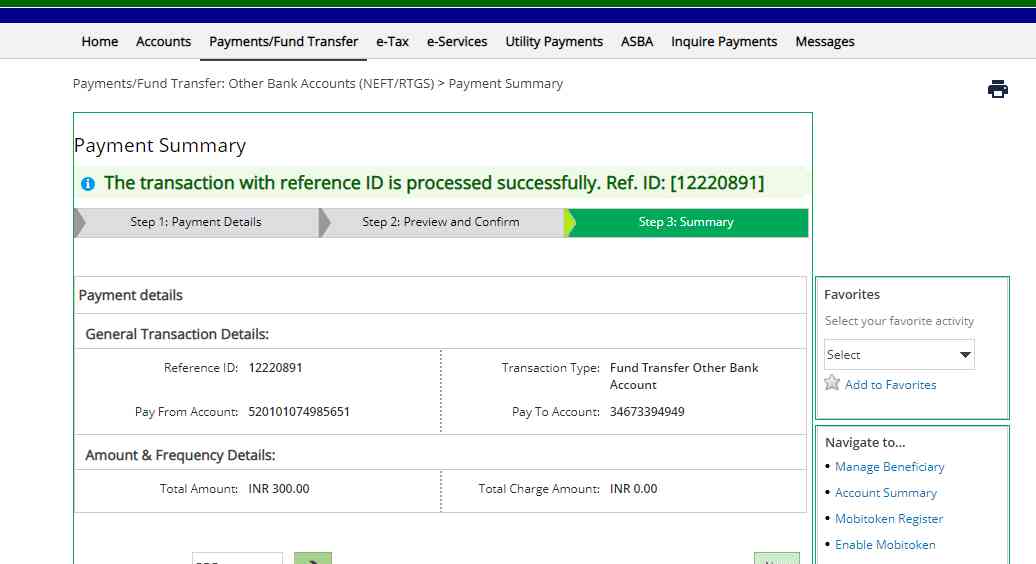 Home Accounts Payments/Fund Transfer e-Tax e-Services Utility Payments ASBA Inquire Payments Messages
Payments/Fund Transfer: Other Bank Accounts (NEFT/RTGS) > Payment Summary
Payment Summary
The transaction with reference ID is processed successfully. Ref. ID: [12220891]
Step 1: Payment Details Step 2: Preview and Confirm Step 3: Summary
Payment details
General Transaction Details:
Reference ID: 12220891 Transaction Type: Fund Transfer Other Bank
Account
Pay From Account: 520101074985651 Pay To Account: 34673394949
Amount & Frequency Details:
Total Amount: INR 300.00 Total Charge Amount: INR 0.00
Favorites
Select your favorite activity
Select
Add to Favorites
Navigate to...
• Manage Beneficiary
• Account Summary
• Mobitoken Register
• Enable Mobitoken